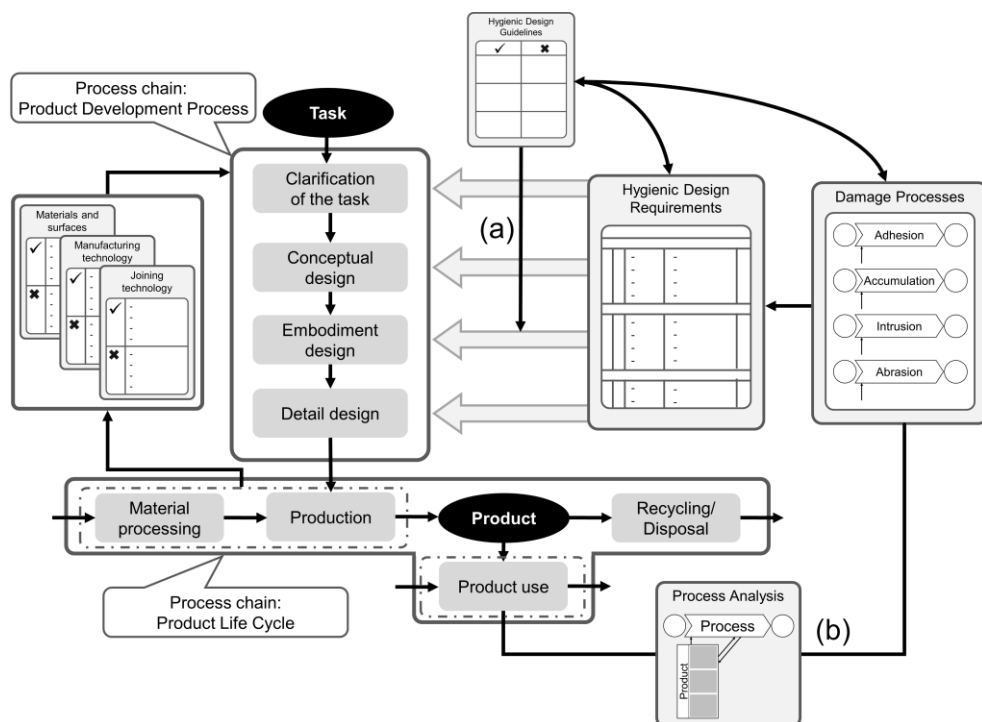 Hygienic Design
Guidelines
Process chain:
Product Development Process
Task
Clarification
of the task
Conceptual
design
Embodiment
design
Detail design
(a)
Hygienic Design
Requirements
Damage Processes
Adhesion
Accumulation
Intrusion
Abrasion
Materials and
surfaces
Manufacturing
technology
Joining
technology
Material
processing
Production
Product
Recycling/
Disposal
Product use
Process chain:
Product Life Cycle
Process Analysis
Process
Product
(b)